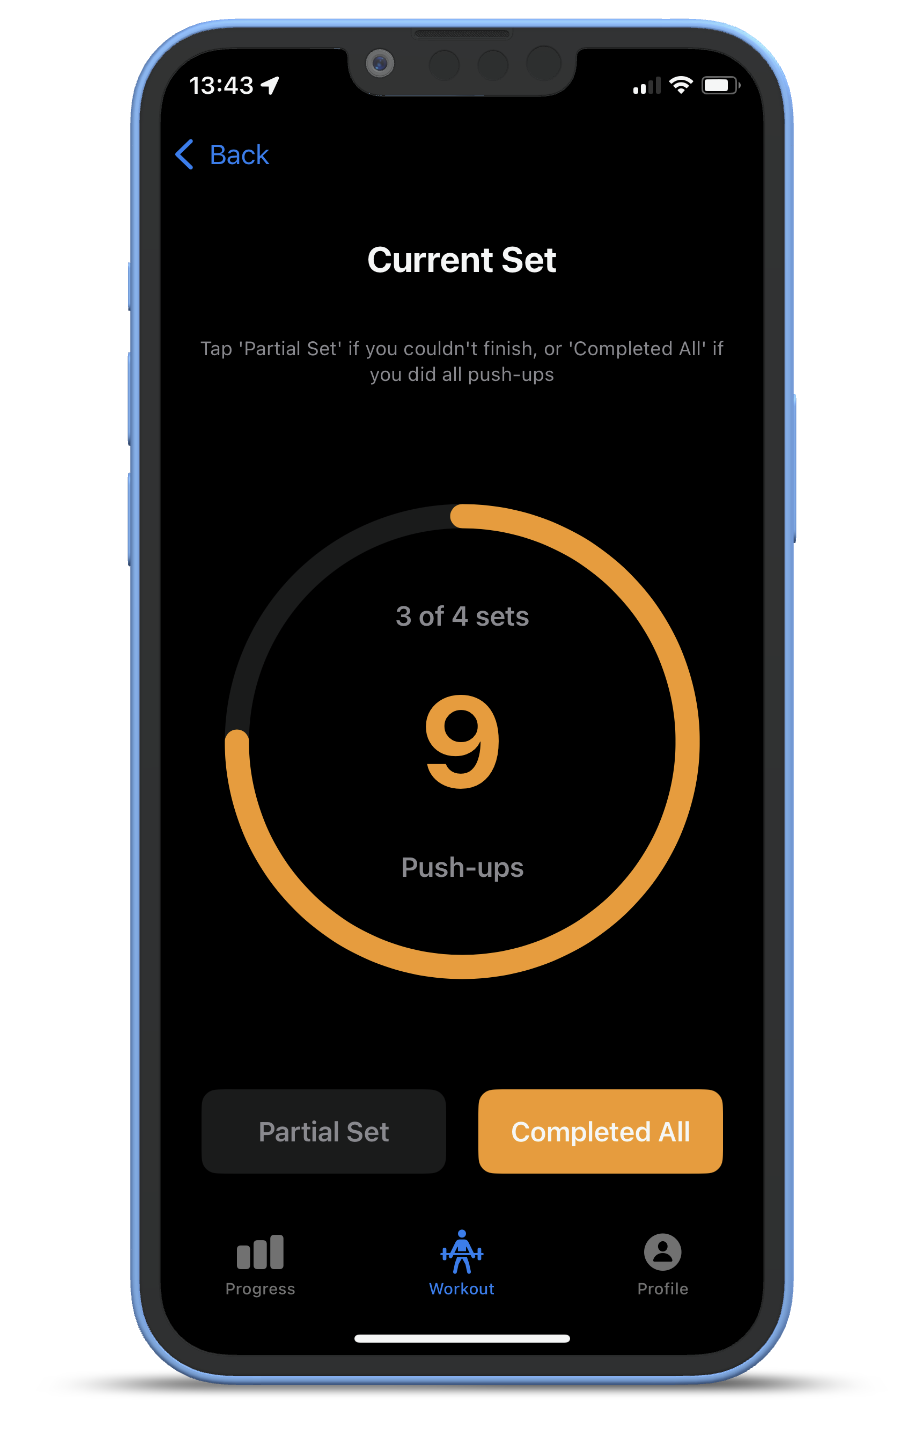 13:43
Back
Current Set
Tap 'Partial Set' if you couldn't finish, or 'Completed All' if
you did all push-ups
3 of 4 sets
9
Push-ups
Partial Set
Completed All
Progress
Workout
Profile